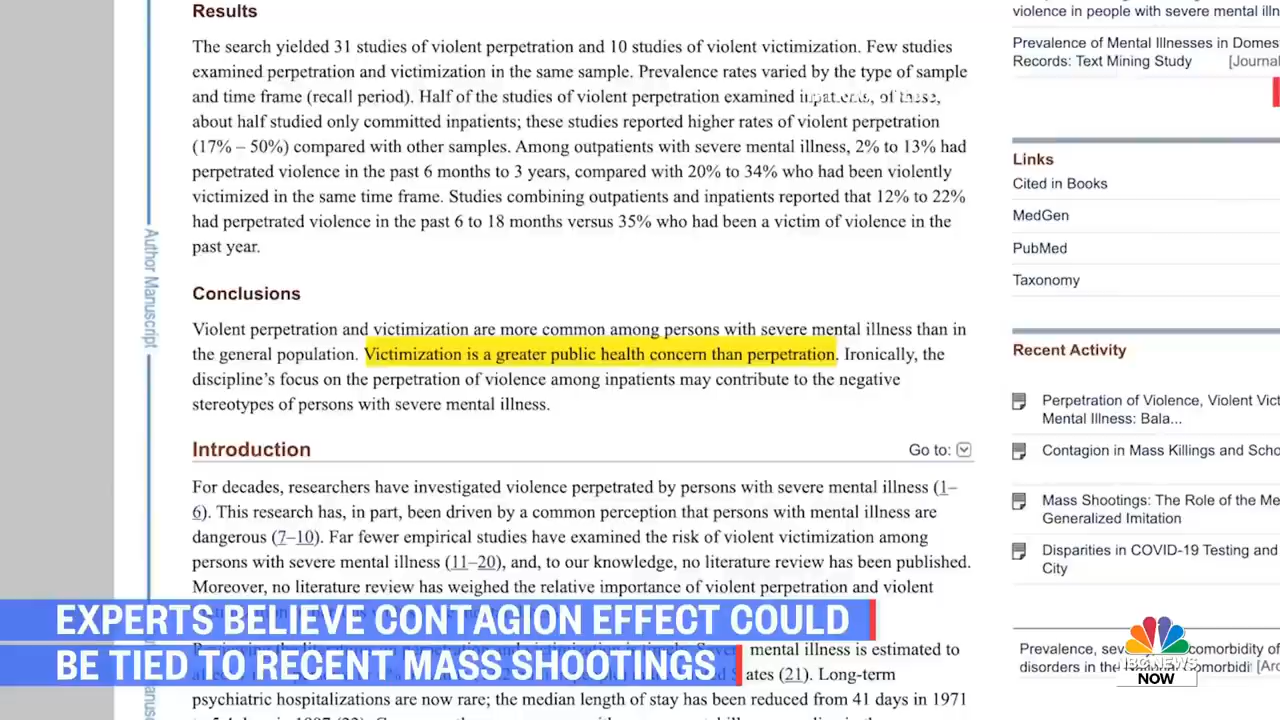 Results
The search yielded 31 studies of violent perpetration and 10 studies of violent victimization. Few studies
examined perpetration and victimization in the same sample. Prevalence rates varied by the type of sample
and time frame (recall period). Half of the studies of violent perpetration examined inpatients, of these,
about half studied only committed inpatients; these studies reported higher rates of violent perpetration
(17% – 50%) compared with other samples. Among outpatients with severe mental illness, 2% to 13% had
perpetrated violence in the past 6 months to 3 years, compared with 20% to 34% who had been violently
victimized in the same time frame. Studies combining outpatients and inpatients reported that 12% to 22%
had perpetrated violence in the past 6 to 18 months versus 35% who had been a victim of violence in the
past year.
Conclusions
Violent perpetration and victimization are more common among persons with severe mental illness than in
the general population. Victimization is a greater public health concern than perpetration. Ironically, the
discipline's focus on the perpetration of violence among inpatients may contribute to the negative
stereotypes of persons with severe mental illness.
Introduction
Go to:
For decades, researchers have investigated violence perpetrated by persons with severe mental illness (1–
6). This research has, in part, been driven by a common perception that persons with mental illness are
dangerous (7–10). Far fewer empirical studies have examined the risk of violent victimization among
persons with severe mental illness (11–20), and, to our knowledge, no literature review has been published.
Moreover, no literature review has weighed the relative importance of violent perpetration and violent
mental illness is estimated to
ates (21). Long-term
psychiatric hospitalizations are now rare; the median length of stay has been reduced from 41 days in 1971
Author Manuscript
violence in people with severe mental illn
Prevalence of Mental Illnesses in Domes
Records: Text Mining Study [Journal
Links
Cited in Books
MedGen
PubMed
Taxonomy
Recent Activity
Perpetration of Violence, Violent Vict
Mental Illness: Bala...
Contagion in Mass Killings and Scho
Mass Shootings: The Role of the Me
Generalized Imitation
Disparities in COVID-19 Testing and
City
Prevalence, sev comorbidity of
disorders in the comorbidi [Arc
EXPERTS BELIEVE CONTAGION EFFECT COULD
BE TIED TO RECENT MASS SHOOTINGS
NBC NEWS
NOW